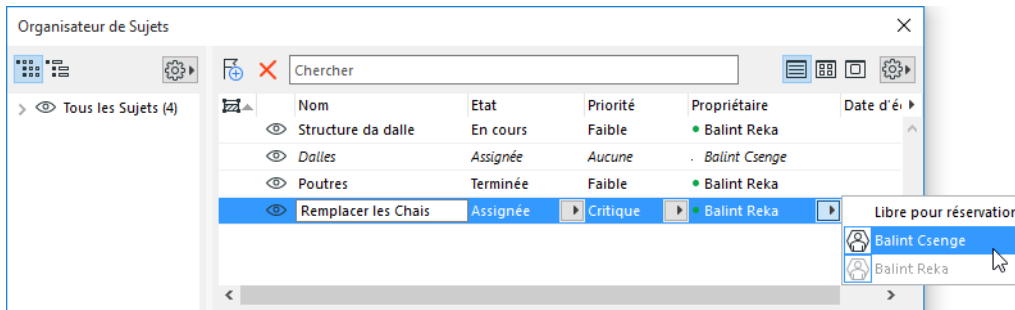 Organisateur de Sujets
Chercher
Tous les Sujets (4)
Nom Etat Priorité Propriétaire Date d'é
Structure da dalle En cours Faible Balint Reka
Dalles Assignée Aucune Balint Csenge
Poutres Terminée Faible Balint Reka
Remplacer les Chais Assignée Critique Balint Reka
Libre pour réservation
Balint Csenge
Balint Reka